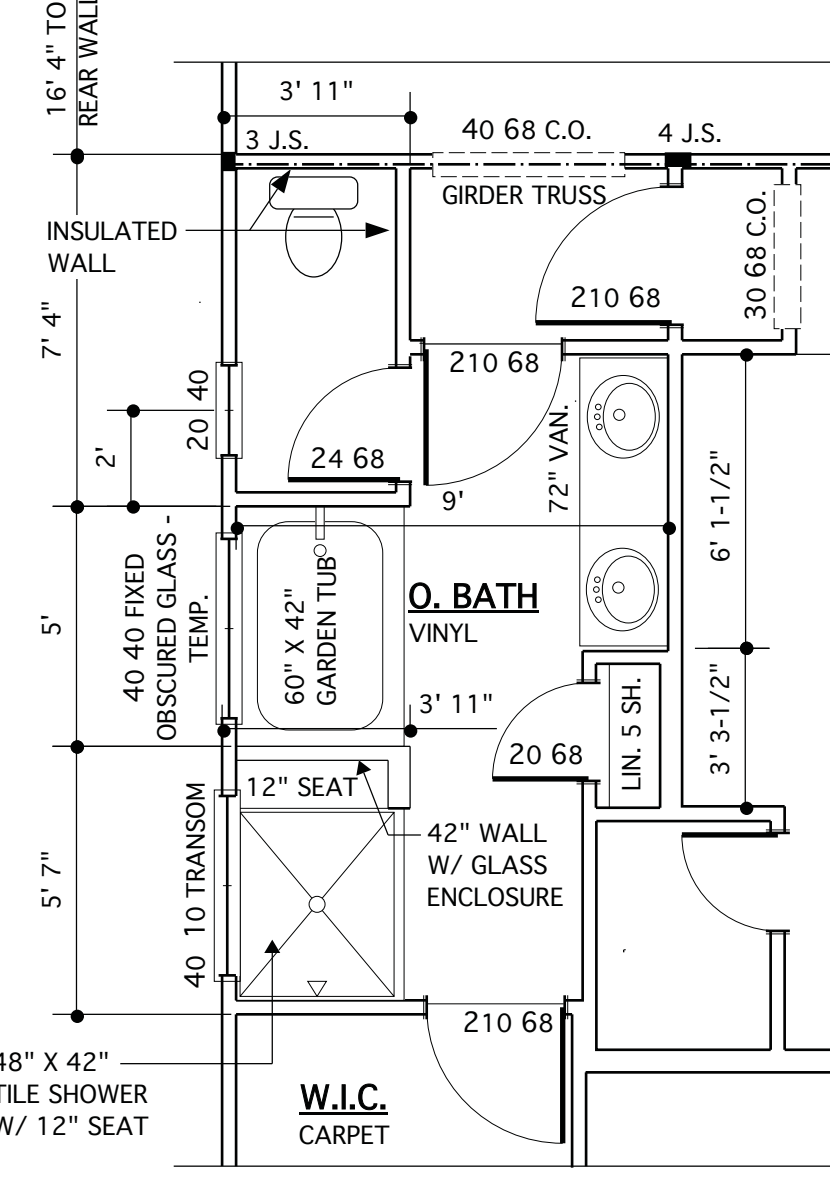 16' 4" TO
REAR WALL
3' 11"
3 J.S.
40 68 C.O.
4 J.S.
GIRDER TRUSS
INSULATED
WALL
30 68 C.O.
210 68
7' 4"
210 68
20 40
2'
24 68
72" VAN.
9'
6' 1-1/2"
40 40 FIXED
OBSCURED GLASS -
TEMP.
5'
60" X 42"
GARDEN TUB
O. BATH
VINYL
3' 11"
LIN. 5 SH.
3' 3-1/2"
20 68
12" SEAT
42" WALL
W/ GLASS
ENCLOSURE
40 10 TRANSOM
5' 7"
210 68
48" X 42"
TILE SHOWER
W/ 12" SEAT
W.I.C.
CARPET